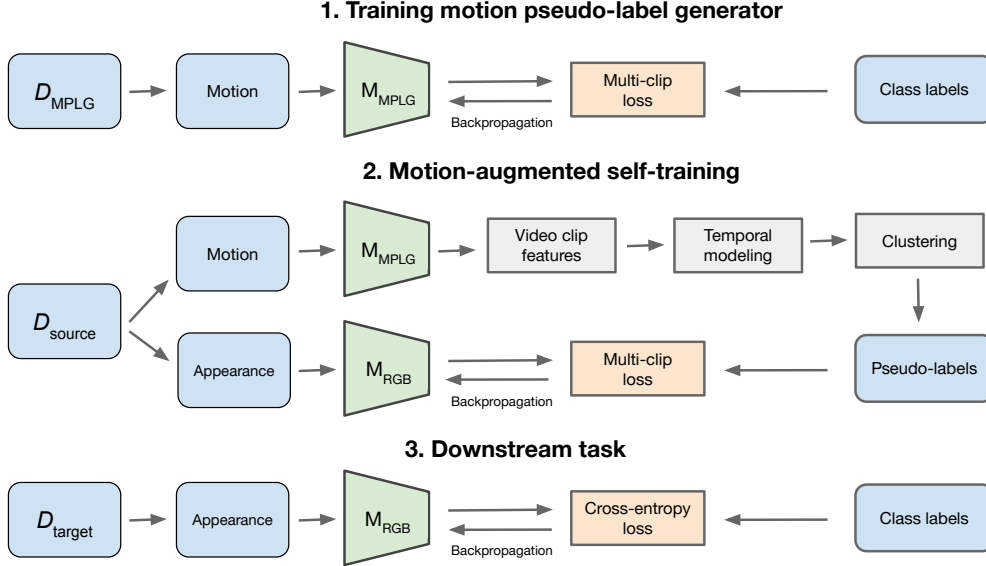 1. Training motion pseudo-label generator
D_MPLG
Motion
M_MPLG
Backpropagation
Multi-clip
loss
Class labels
2. Motion-augmented self-training
D_source
Motion
M_MPLG
Video clip
features
Temporal
modeling
Clustering
Appearance
M_RGB
Backpropagation
Multi-clip
loss
Pseudo-labels
3. Downstream task
D_target
Appearance
M_RGB
Backpropagation
Cross-entropy
loss
Class labels